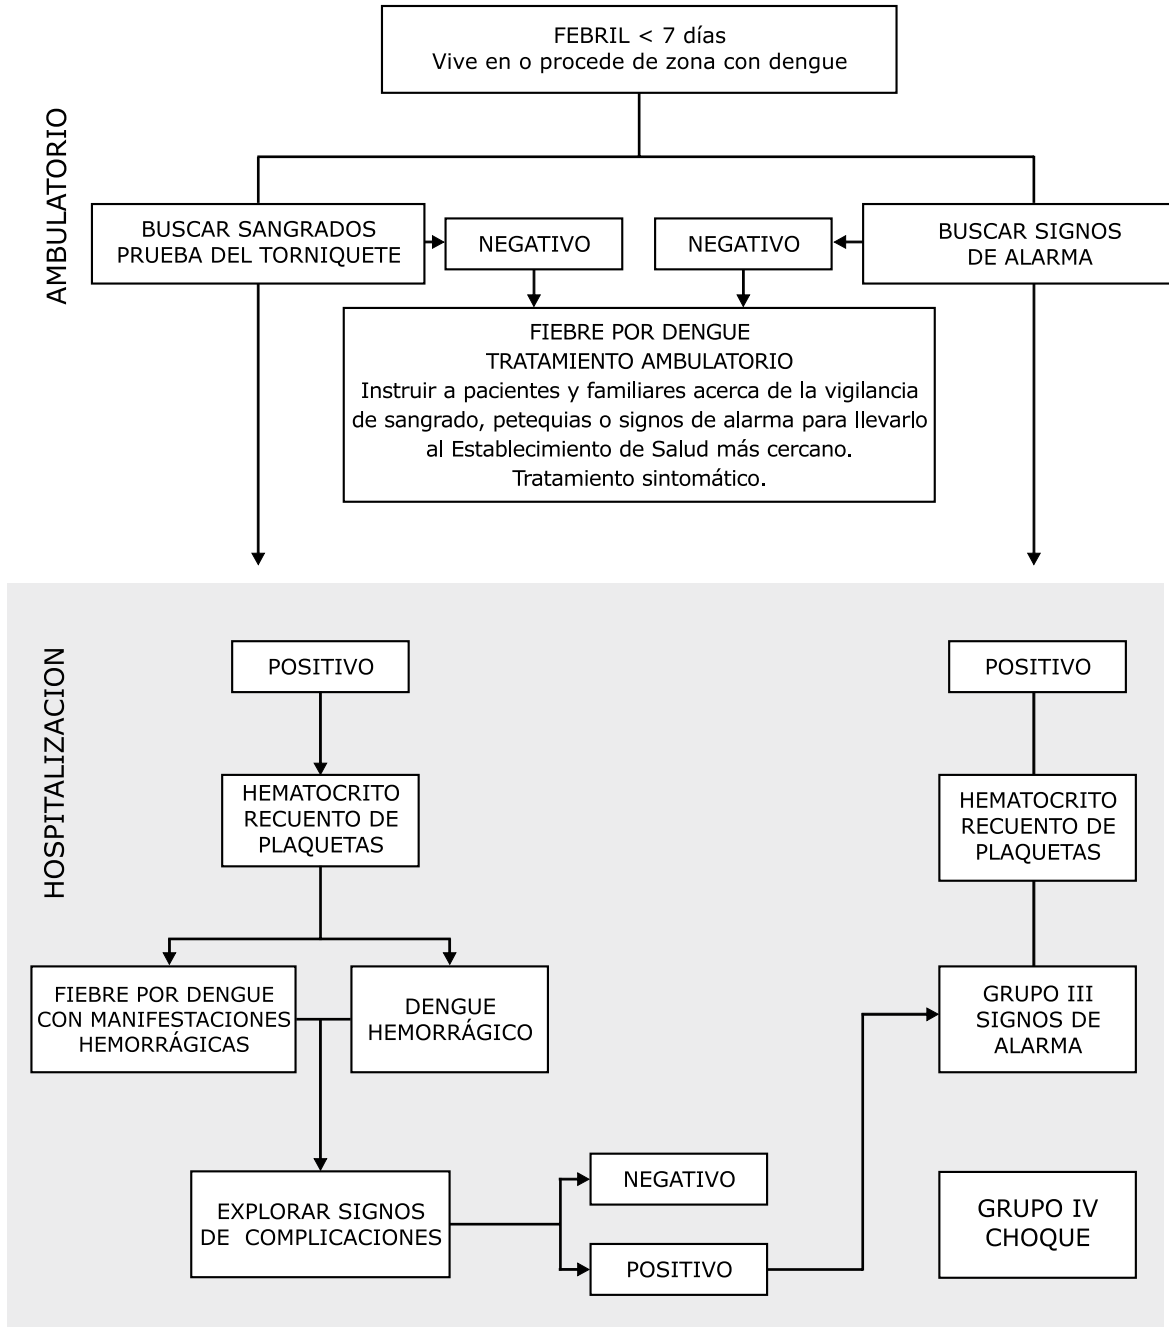 FEBRIL < 7 días
Vive en o procede de zona con dengue
AMBULATORIO
BUSCAR SANGRADOS
PRUEBA DEL TORNIQUETE
NEGATIVO
NEGATIVO
BUSCAR SIGNOS
DE ALARMA
FIEBRE POR DENGUE
TRATAMIENTO AMBULATORIO
Instruir a pacientes y familiares acerca de la vigilancia
de sangrado, petequias o signos de alarma para llevarlo
al Establecimiento de Salud más cercano.
Tratamiento sintomático.
HOSPITALIZACION
POSITIVO
POSITIVO
HEMATOCRITO
RECUENTO DE
PLAQUETAS
HEMATOCRITO
RECUENTO DE
PLAQUETAS
FIEBRE POR DENGUE
CON MANIFESTACIONES
HEMORRÁGICAS
DENGUE
HEMORRÁGICO
GRUPO III
SIGNOS DE
ALARMA
EXPLORAR SIGNOS
DE COMPLICACIONES
NEGATIVO
POSITIVO
GRUPO IV
CHOQUE